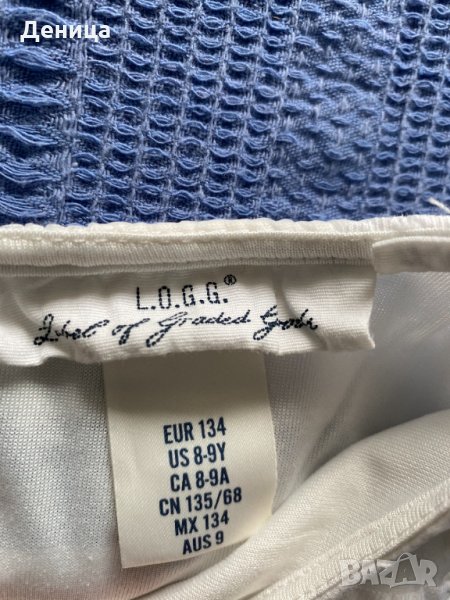 Деница
L.O.G.G.®
Label of Graded Goods
EUR 134
US 8-9Y
CA 8-9A
CN 135/68
MX 134
AUS 9
BAZAR